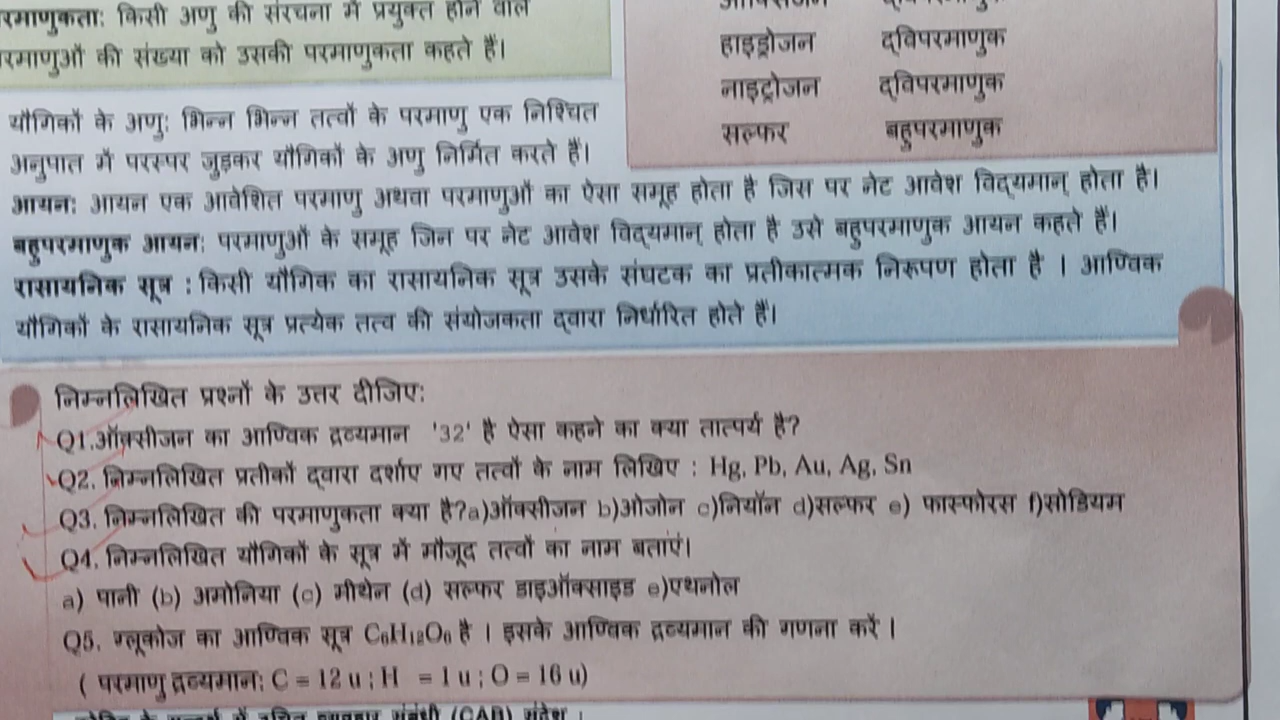 परमाणुकता: किसी अणु की संरचना में प्रयुक्त होने वाले
परमाणुओं की संख्या को उसकी परमाणुकता कहते हैं।
हाइड्रोजन द्विपरमाणुक
नाइट्रोजन द्विपरमाणुक
सल्फर बहुपरमाणुक
यौगिकों के अणु: भिन्न भिन्न तत्वों के परमाणु एक निश्चित
अनुपात में परस्पर जुड़कर यौगिकों के अणु निर्मित करते हैं।
आयन: आयन एक आवेशित परमाणु अथवा परमाणुओं का ऐसा समूह होता है जिस पर नेट आवेश विद्यमान् होता है।
बहुपरमाणुक आयन: परमाणुओं के समूह जिन पर नेट आवेश विद्यमान् होता है उसे बहुपरमाणुक आयन कहते हैं।
रासायनिक सूत्र : किसी यौगिक का रासायनिक सूत्र उसके संघटक का प्रतीकात्मक निरूपण होता है । आण्विक
यौगिकों के रासायनिक सूत्र प्रत्येक तत्व की संयोजकता द्वारा निर्धारित होते हैं।
निम्नलिखित प्रश्नों के उत्तर दीजिए:
Q1.ऑक्सीजन का आण्विक द्रव्यमान '32' है ऐसा कहने का क्या तात्पर्य है?
Q2. निम्नलिखित प्रतीकों द्वारा दर्शाए गए तत्वों के नाम लिखिए : Hg, Pb, Au, Ag, Sn
Q3. निम्नलिखित की परमाणुकता क्या है?a)ऑक्सीजन b)ओजोन c)नियॉन d)सल्फर e) फास्फोरस f)सोडियम
Q4. निम्नलिखित यौगिकों के सूत्र में मौजूद तत्वों का नाम बताएं।
a) पानी (b) अमोनिया (c) मीथेन (d) सल्फर डाइऑक्साइड e)एथनोल
Q5. ग्लूकोज का आण्विक सूत्र C₆H₁₂O₆ है । इसके आण्विक द्रव्यमान की गणना करें ।
( परमाणु द्रव्यमान: C = 12 u ; H = 1 u ; O = 16 u)